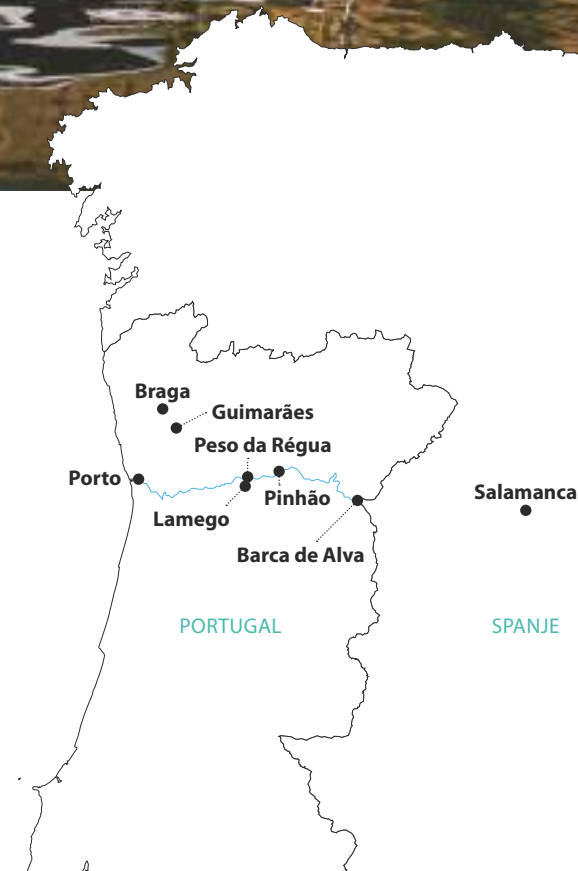 Braga
Guimarães
Peso da Régua
Porto
Pinhão
Salamanca
Lamego
Barca de Alva
PORTUGAL
SPANJE